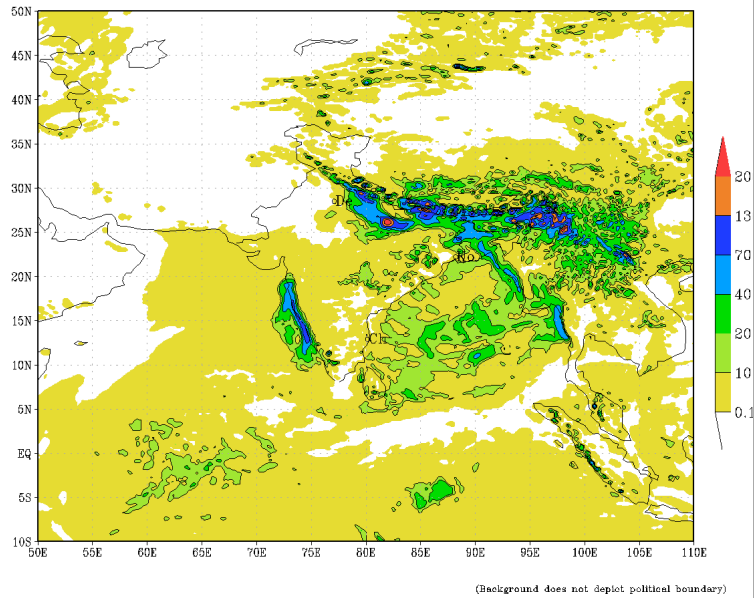 50N
45N
40N
35N
30N
25N
20N
15N
10N
5N
EQ
5S
10S
50E 55E 60E 65E 70E 75E 80E 85E 90E 95E 100E 105E 110E
20
13
70
40
20
10
0.1
Ch
(Background does not depict political boundary)